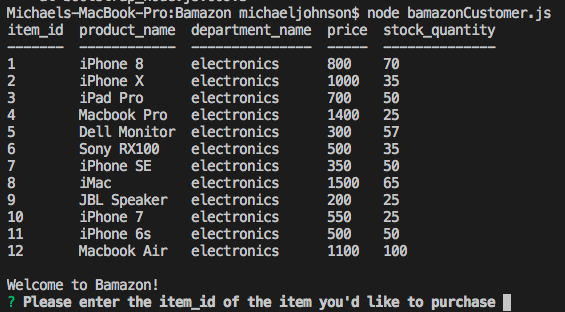 Michaels-MacBook-Pro:Bamazon michaeljohnson$ node bamazonCustomer.js
item_id  product_name  department_name  price  stock_quantity
-------  ------------  ---------------  -----  --------------
1        iPhone 8      electronics      800    70
2        iPhone X      electronics      1000   35
3        iPad Pro      electronics      700    50
4        Macbook Pro   electronics      1400   25
5        Dell Monitor  electronics      300    57
6        Sony RX100    electronics      500    35
7        iPhone SE     electronics      350    50
8        iMac          electronics      1500   65
9        JBL Speaker   electronics      200    25
10       iPhone 7      electronics      550    25
11       iPhone 6s     electronics      500    50
12       Macbook Air   electronics      1100   100
Welcome to Bamazon!
? Please enter the item_id of the item you'd like to purchase